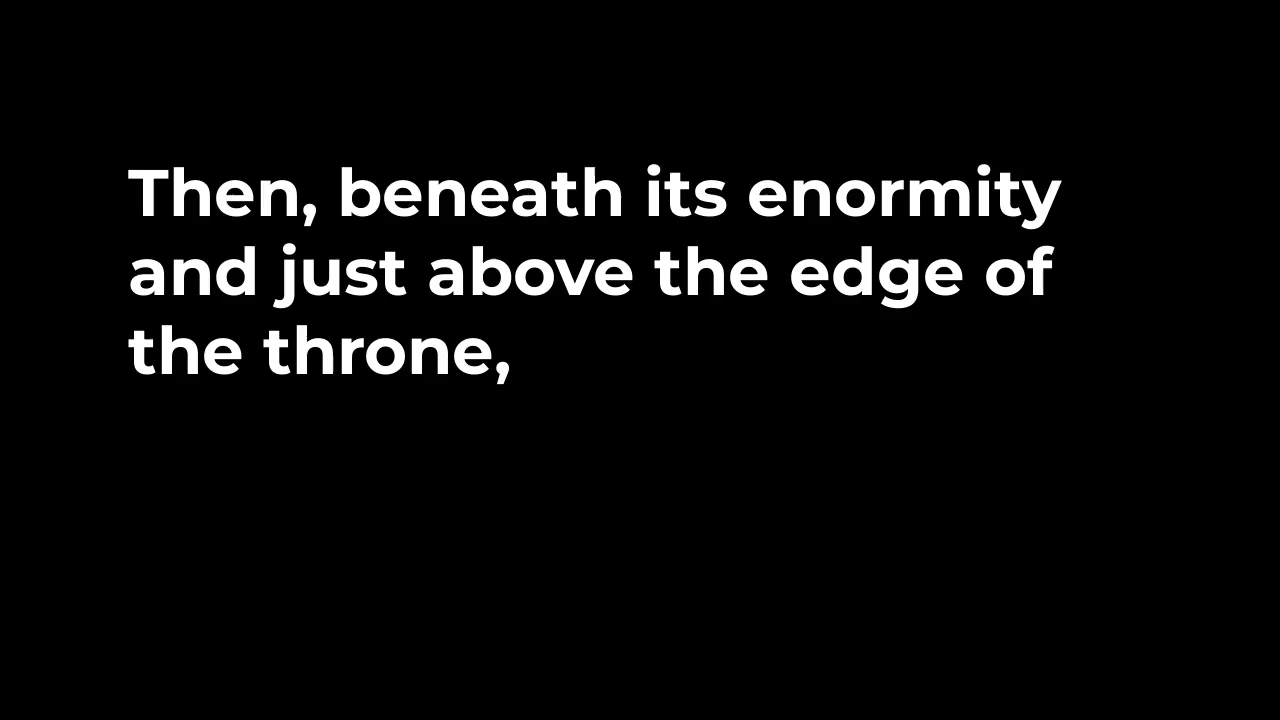 Then, beneath its enormity
and just above the edge of
the throne,